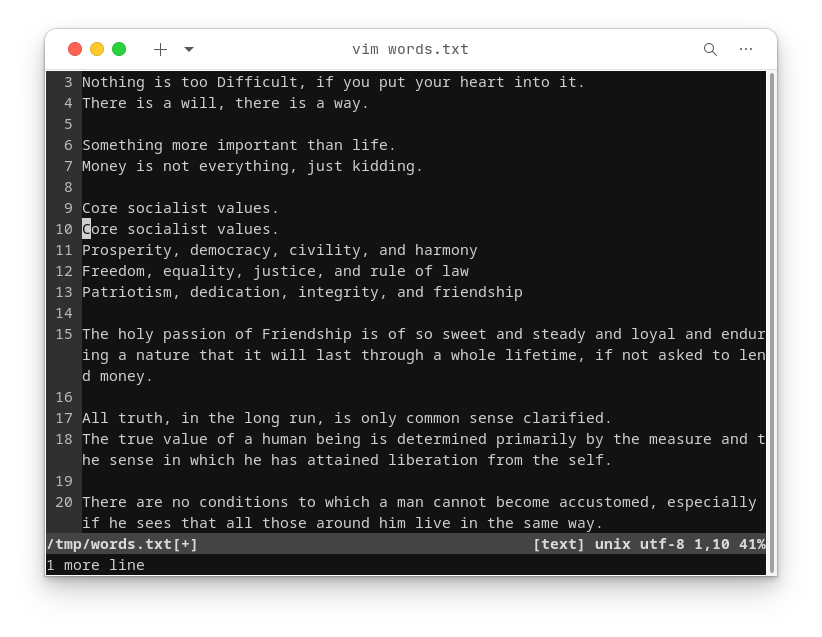 vim words.txt
3 Nothing is too Difficult, if you put your heart into it.
4 There is a will, there is a way.
5
6 Something more important than life.
7 Money is not everything, just kidding.
8
9 Core socialist values.
10 Core socialist values.
11 Prosperity, democracy, civility, and harmony
12 Freedom, equality, justice, and rule of law
13 Patriotism, dedication, integrity, and friendship
14
15 The holy passion of Friendship is of so sweet and steady and loyal and endur
ing a nature that it will last through a whole lifetime, if not asked to len
d money.
16
17 All truth, in the long run, is only common sense clarified.
18 The true value of a human being is determined primarily by the measure and t
he sense in which he has attained liberation from the self.
19
20 There are no conditions to which a man cannot become accustomed, especially
if he sees that all those around him live in the same way.
/tmp/words.txt[+] [text] unix utf-8 1,10 41%
1 more line